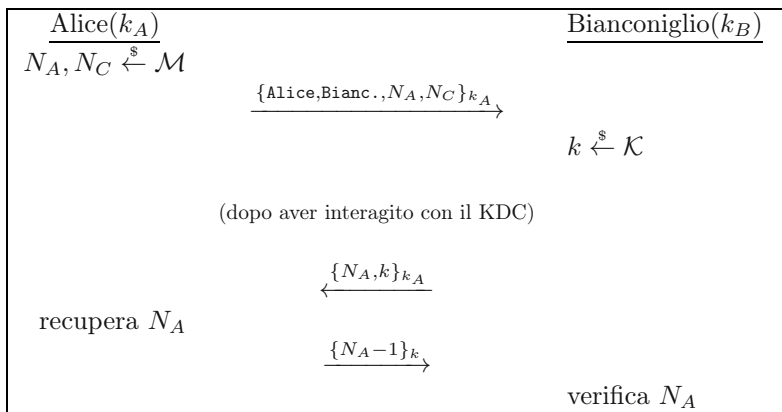 Alice(k_A) Bianconiglio(k_B)
N_A, N_C $← M
{Alice,Bianc.,N_A,N_C}_{k_A}
k $← K
(dopo aver interagito con il KDC)
{N_A,k}_{k_A}
recupera N_A
{N_A−1}_k
verifica N_A